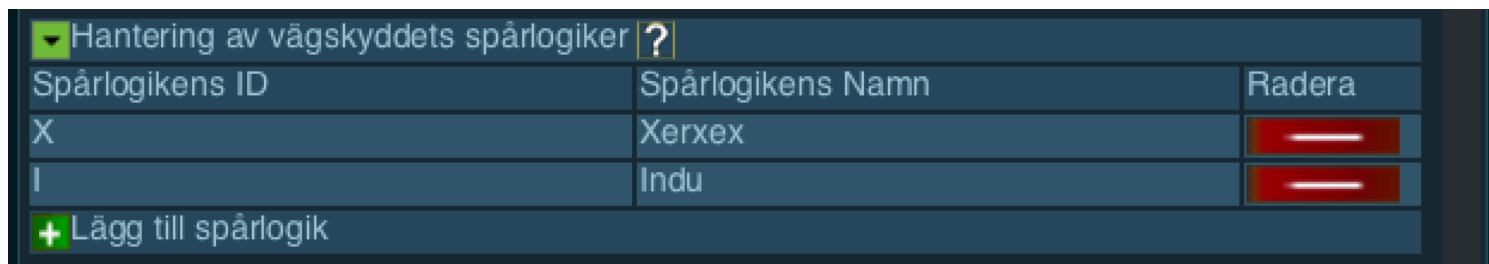 Hantering av vägskyddets spårlogiker ?
Spårlogikens ID Spårlogikens Namn Radera
X Xerxex
I Indu
Lägg till spårlogik